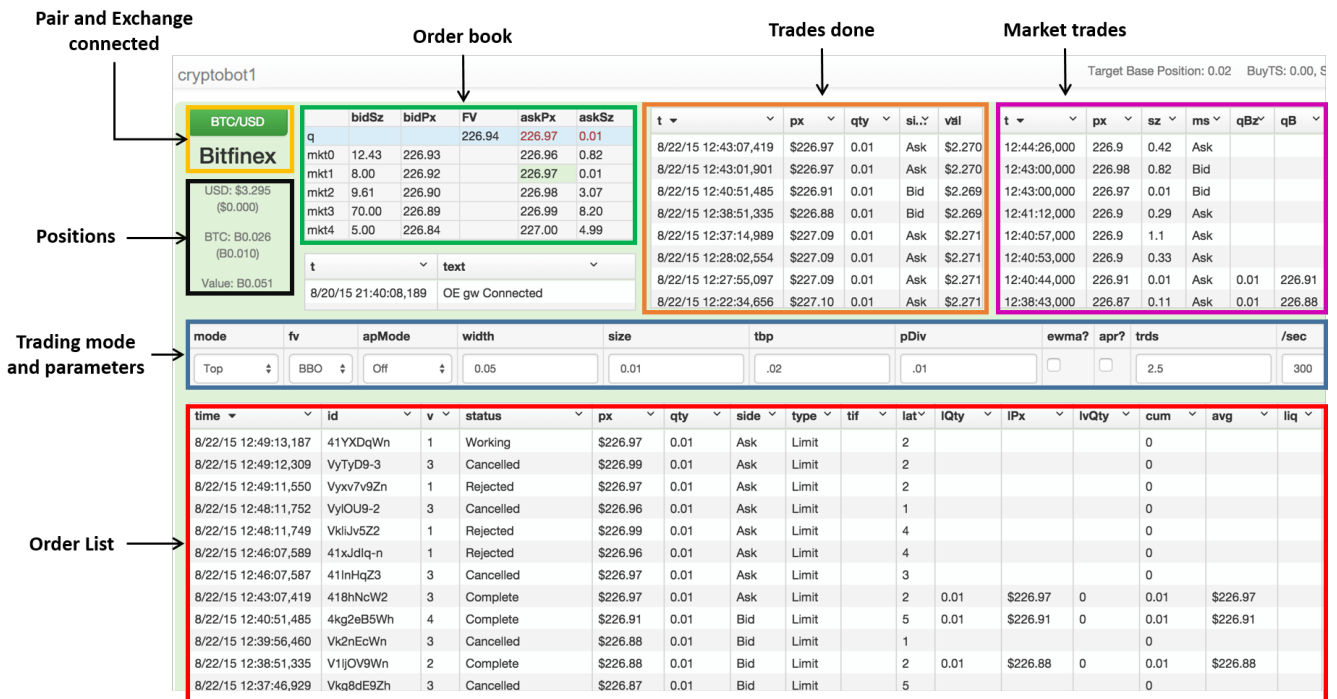 Pair and Exchange
connected
Order book
Trades done
Market trades
cryptobot1
Target Base Position: 0.02 BuyTS: 0.00, S
BTC/USD
Bitfinex
USD: $3.295
($0.000)
BTC: B0.026
(B0.010)
Value: B0.051
Positions
bidSz bidPx FV askPx askSz
q 226.94 226.97 0.01
mkt0 12.43 226.93 226.96 0.82
mkt1 8.00 226.92 226.97 0.01
mkt2 9.61 226.90 226.98 3.07
mkt3 70.00 226.89 226.99 8.20
mkt4 5.00 226.84 227.00 4.99
t text
8/20/15 21:40:08,189 OE gw Connected
t px qty si... val
8/22/15 12:43:07,419 $226.97 0.01 Ask $2.270
8/22/15 12:43:01,901 $226.97 0.01 Ask $2.270
8/22/15 12:40:51,485 $226.91 0.01 Bid $2.269
8/22/15 12:38:51,335 $226.88 0.01 Bid $2.269
8/22/15 12:37:14,989 $227.09 0.01 Ask $2.271
8/22/15 12:28:02,554 $227.09 0.01 Ask $2.271
8/22/15 12:27:55,097 $227.09 0.01 Ask $2.271
8/22/15 12:22:34,656 $227.10 0.01 Ask $2.271
t px sz ms qBz qB
12:44:26,000 226.9 0.42 Ask
12:43:00,000 226.98 0.82 Bid
12:43:00,000 226.97 0.01 Bid
12:41:12,000 226.9 0.29 Ask
12:40:57,000 226.9 1.1 Ask
12:40:53,000 226.9 0.33 Ask
12:40:44,000 226.91 0.01 Ask 0.01 226.91
12:38:43,000 226.87 0.11 Ask 0.01 226.88
Trading mode
and parameters
mode fv apMode width size tbp pDiv ewma? apr? trds /sec
Top BBO Off 0.05 0.01 .02 .01 2.5 300
Order List
time id v status px qty side type tif lat lQty lPx lvQty cum avg liq
8/22/15 12:49:13,187 41YXDqWn 1 Working $226.97 0.01 Ask Limit 2 0
8/22/15 12:49:12,309 VyTyD9-3 3 Cancelled $226.99 0.01 Ask Limit 2 0
8/22/15 12:49:11,550 Vyxv7v9Zn 1 Rejected $226.97 0.01 Ask Limit 2 0
8/22/15 12:48:11,752 VylOU9-2 3 Cancelled $226.96 0.01 Ask Limit 1 0
8/22/15 12:48:11,749 VkliJv5Z2 1 Rejected $226.99 0.01 Ask Limit 4 0
8/22/15 12:46:07,589 41xJdlq-n 1 Rejected $226.96 0.01 Ask Limit 4 0
8/22/15 12:46:07,587 41lnHqZ3 3 Cancelled $226.97 0.01 Ask Limit 3 0
8/22/15 12:43:07,419 418hNcW2 3 Complete $226.97 0.01 Ask Limit 2 0.01 $226.97 0 0.01 $226.97
8/22/15 12:40:51,485 4kg2eB5Wh 4 Complete $226.91 0.01 Bid Limit 5 0.01 $226.91 0 0.01 $226.91
8/22/15 12:39:56,460 Vk2nEcWn 3 Cancelled $226.88 0.01 Bid Limit 1 0
8/22/15 12:38:51,335 V1ljOV9Wn 2 Complete $226.88 0.01 Bid Limit 2 0.01 $226.88 0 0.01 $226.88
8/22/15 12:37:46,929 Vkg8dE9Zh 3 Cancelled $226.87 0.01 Bid Limit 5 0